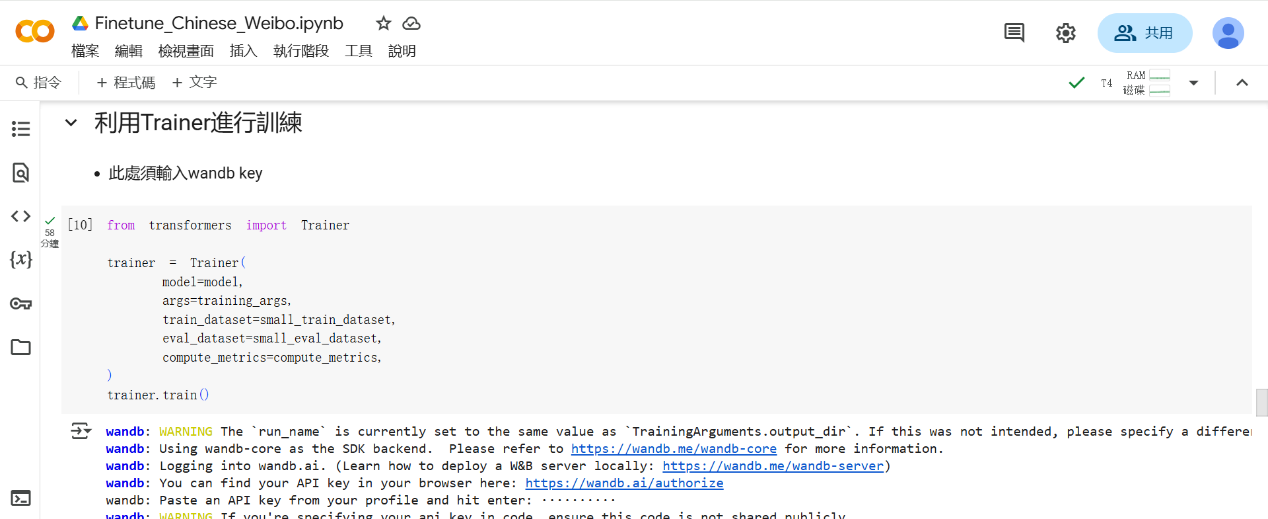 Finetune_Chinese_Weibo.ipynb
檔案 編輯 檢視畫面 插入 執行階段 工具 說明
共用
指令 + 程式碼 + 文字
T4 RAM
磁碟
利用Trainer進行訓練
• 此處須輸入wandb key
58
分鐘
[10] from transformers import Trainer
trainer = Trainer(
model=model,
args=training_args,
train_dataset=small_train_dataset,
eval_dataset=small_eval_dataset,
compute_metrics=compute_metrics,
)
trainer.train()
wandb: WARNING The `run_name` is currently set to the same value as `TrainingArguments.output_dir`. If this was not intended, please specify a differe
wandb: Using wandb-core as the SDK backend. Please refer to https://wandb.me/wandb-core for more information.
wandb: Logging into wandb.ai. (Learn how to deploy a W&B server locally: https://wandb.me/wandb-server)
wandb: You can find your API key in your browser here: https://wandb.ai/authorize
wandb: Paste an API key from your profile and hit enter: ··········
wandb: WARNING If you're specifying your api key in code, ensure this code is not shared publicly.